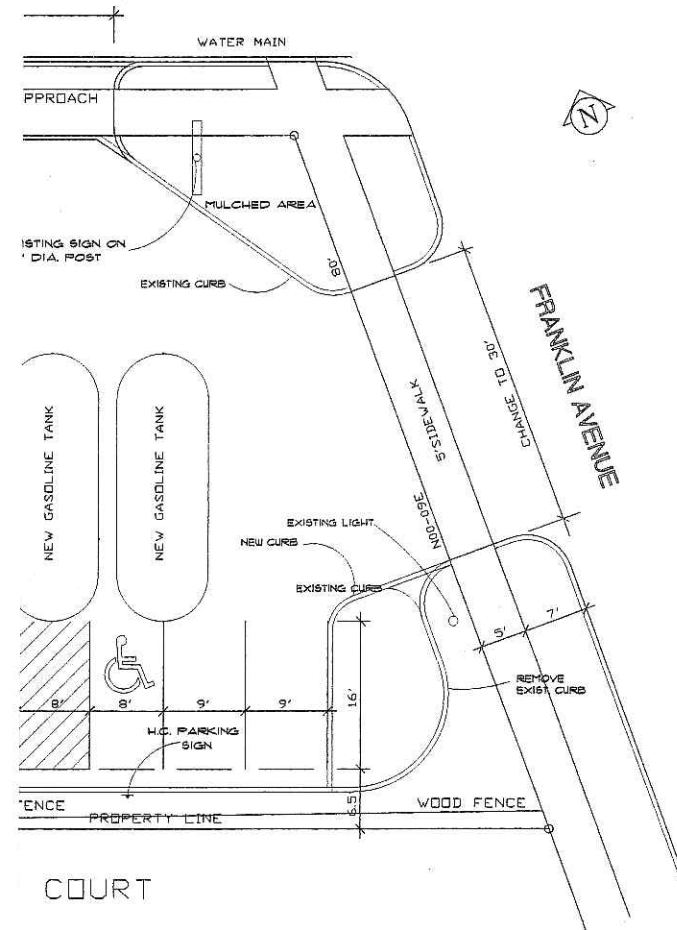 WATER MAIN
PPROACH
N
MULCHED AREA
ISTING SIGN ON
' DIA. POST
EXISTING CURB
80'
FRANKLIN AVENUE
CHANGE TO 30'
5' SIDEWALK
NEW GASOLINE TANK
NEW GASOLINE TANK
N00-09E
EXISTING LIGHT
NEW CURB
EXISTING CURB
5'
7'
REMOVE
EXIST. CURB
8'
8'
9'
9'
16'
H.C. PARKING
SIGN
ENCE
PROPERTY LINE
6.5'
WOOD FENCE
COURT